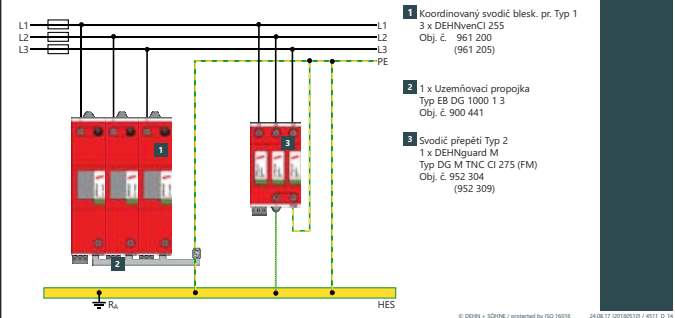 L1
L2
L3
L1
L2
L3
PE
1 Koordinovaný svodič blesk. pr. Typ 1
3 x DEHNvenCI 255
Obj. č. 961 200
(961 205)
2 1 x Uzemňovací propojka
Typ EB DG 1000 1 3
Obj. č. 900 441
3 Svodič přepětí Typ 2
1 x DEHNguard M
Typ DG M TNC CI 275 (FM)
Obj. č. 952 304
(952 309)
1
3
2
RA
HES
© DEHN + SÖHNE / protected by ISO 16016 24.08.17 (20160510) / 4511_D_14